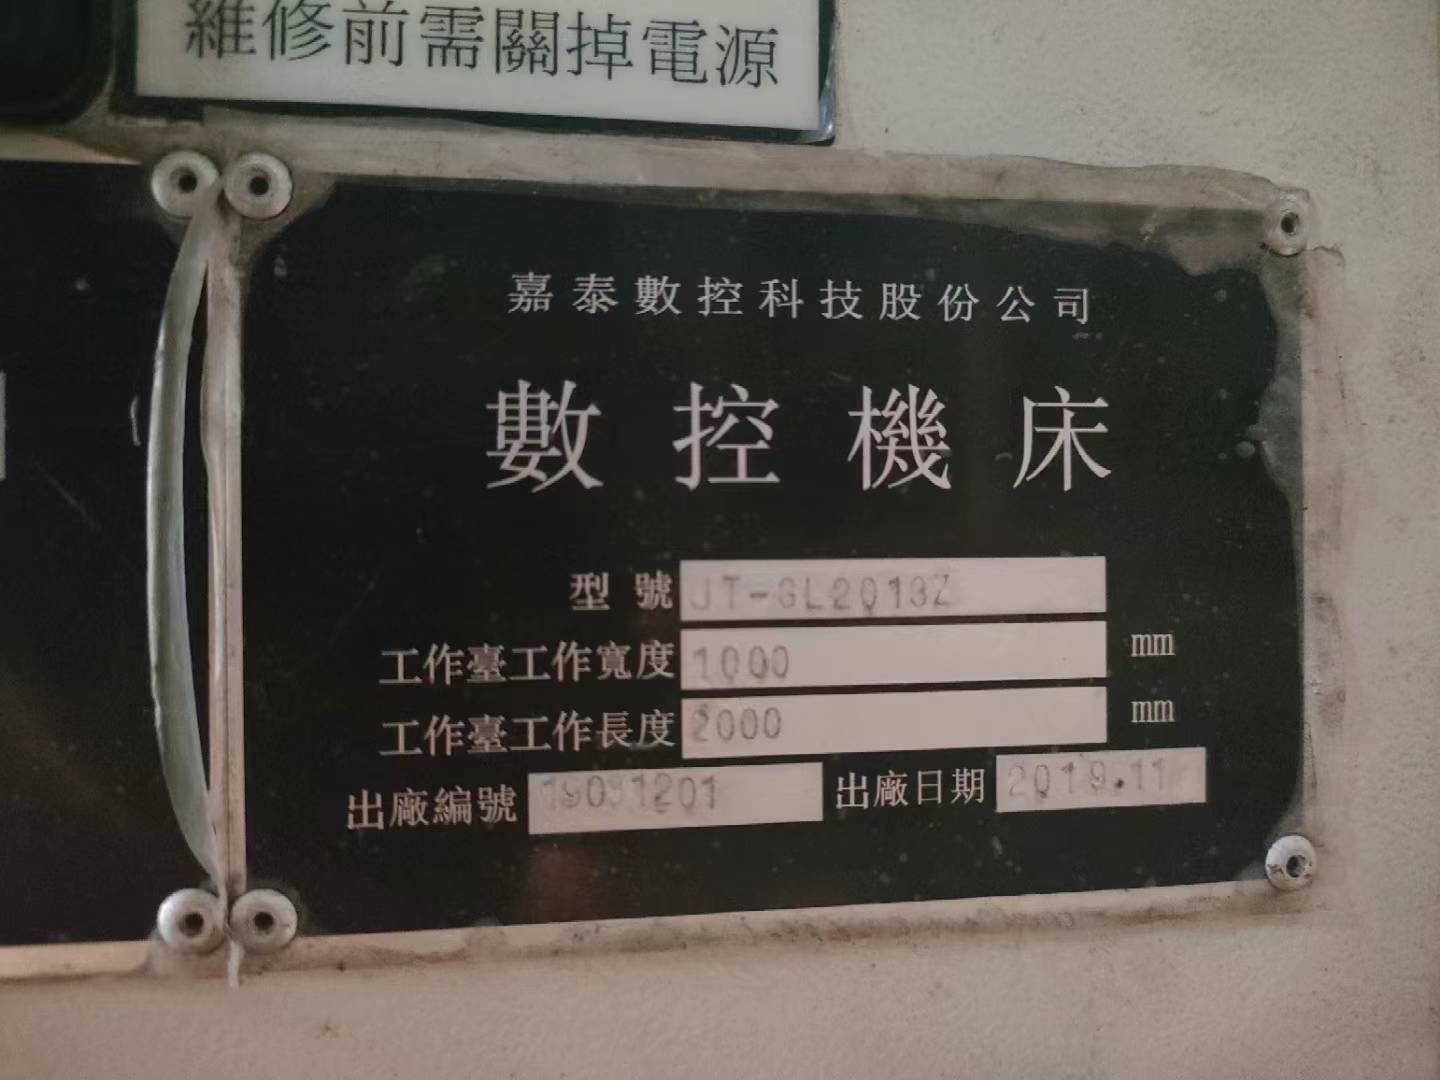 維修前需關掉電源
嘉泰數控科技股份公司
數控機床
型號 JT-GL2013Z
工作臺工作寬度 1000 mm
工作臺工作長度 2000 mm
出廠編號 19031201 出廠日期 2019.11